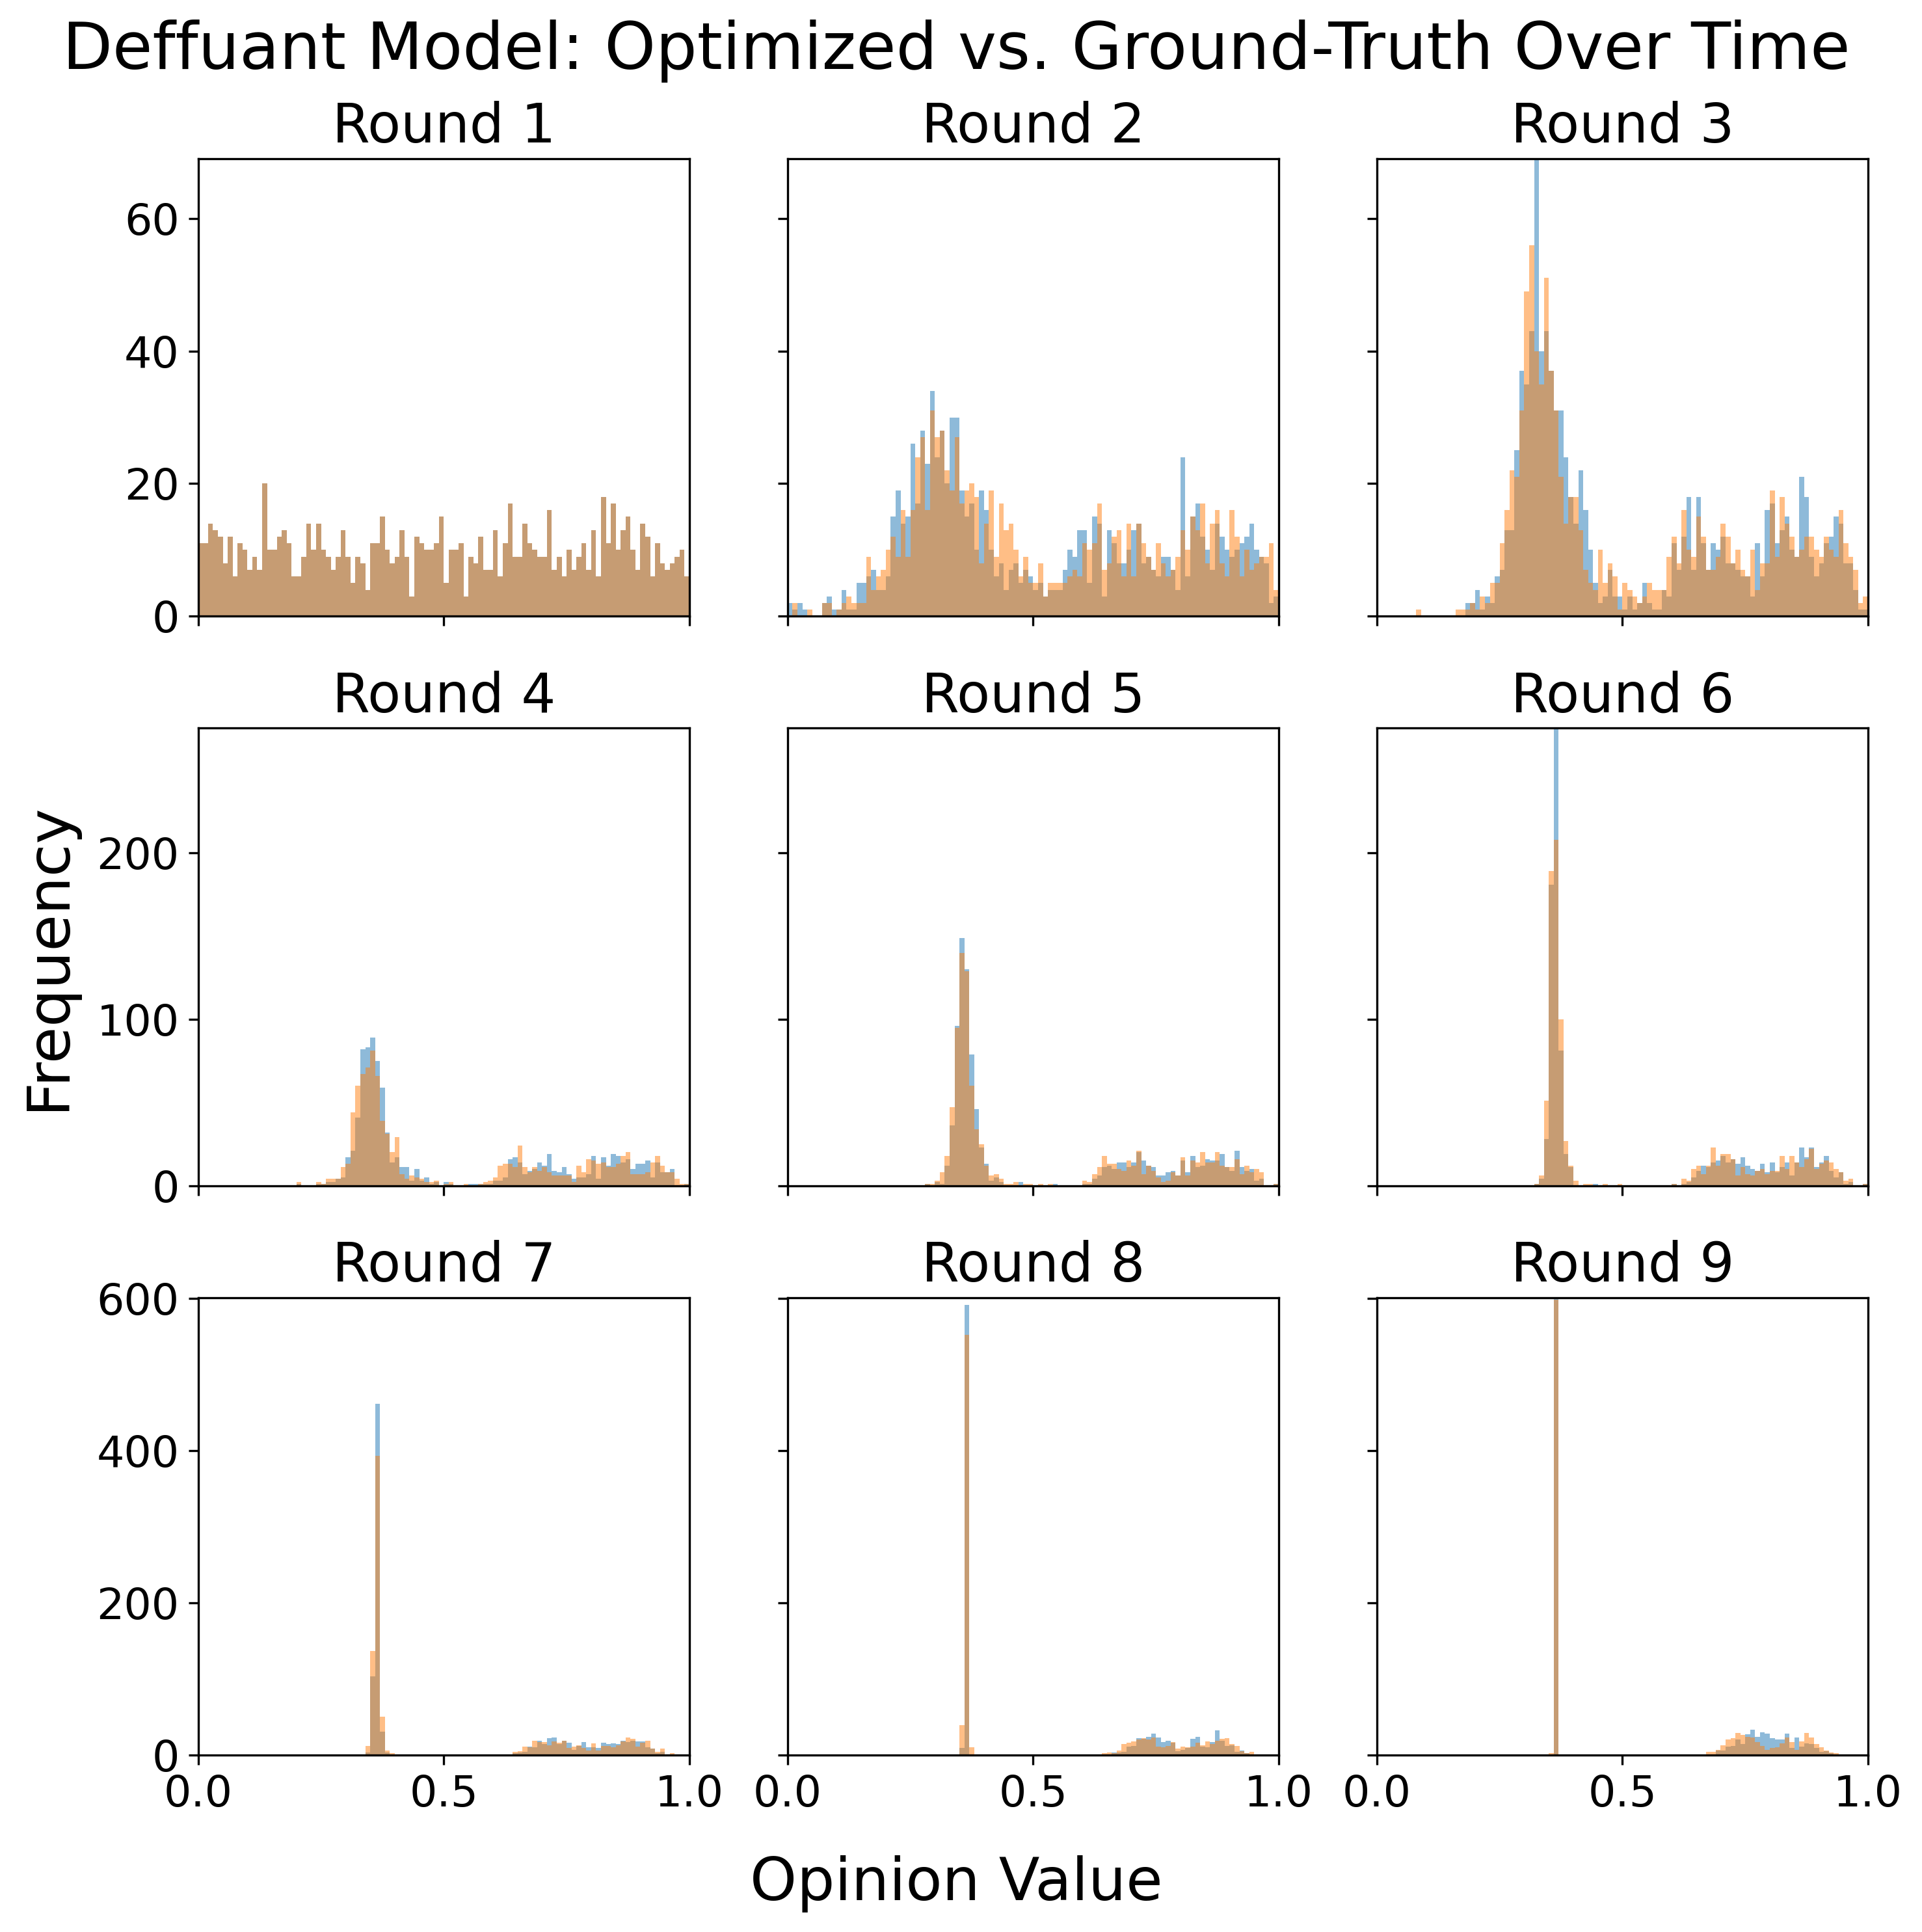 Deffuant Model: Optimized vs. Ground-Truth Over Time
Round 1
Round 2
Round 3
60
40
20
0
Round 4
Round 5
Round 6
Frequency
200
100
0
Round 7
Round 8
Round 9
600
400
200
0
0.0 0.5 1.0 0.0 0.5 1.0 0.0 0.5 1.0
Opinion Value